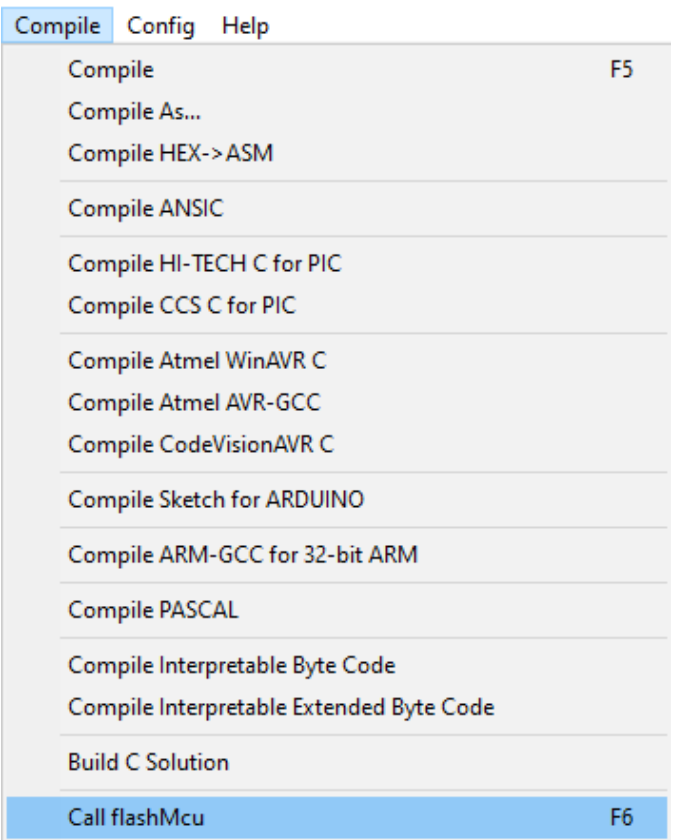 Compile Config Help
Compile F5
Compile As...
Compile HEX->ASM
Compile ANSIC
Compile HI-TECH C for PIC
Compile CCS C for PIC
Compile Atmel WinAVR C
Compile Atmel AVR-GCC
Compile CodeVisionAVR C
Compile Sketch for ARDUINO
Compile ARM-GCC for 32-bit ARM
Compile PASCAL
Compile Interpretable Byte Code
Compile Interpretable Extended Byte Code
Build C Solution
Call flashMcu F6